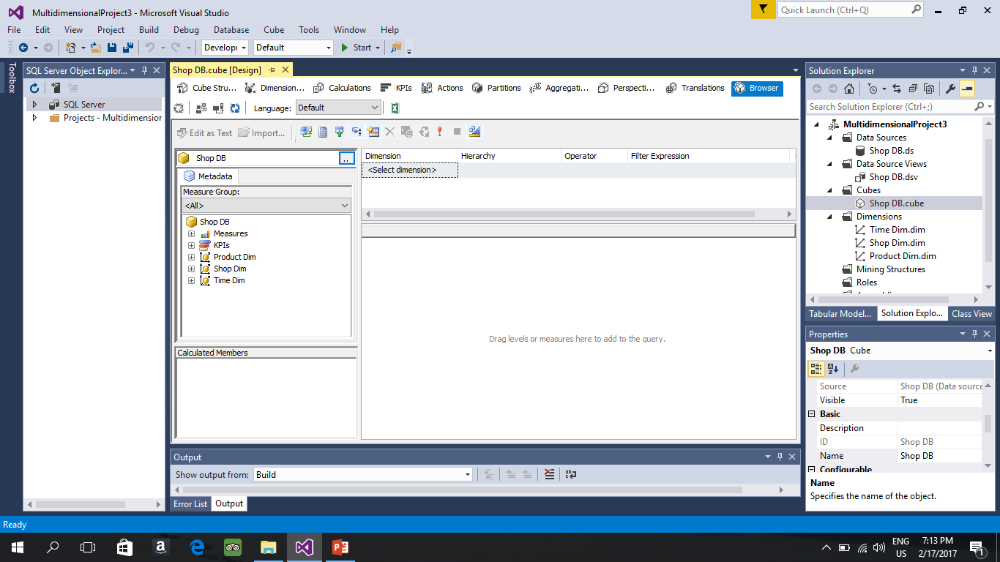 MultidimensionalProject3 - Microsoft Visual Studio
Quick Launch (Ctrl+Q)
File Edit View Project Build Debug Database Cube Tools Window Help
Developı Default Start
Toolbox
SQL Server Object Explor...
SQL Server
Projects - Multidimension
Shop DB.cube [Design]
Cube Stru... Dimension... Calculations KPIs Actions Partitions Aggregati... Perspecti... Translations Browser
Language: Default
Edit as Text Import...
Shop DB ..
Metadata
Measure Group:
<All>
Shop DB
Measures
KPIs
Product Dim
Shop Dim
Time Dim
Calculated Members
Dimension Hierarchy Operator Filter Expression
<Select dimension>
Drag levels or measures here to add to the query.
Output
Show output from: Build
Error List Output
Solution Explorer
Search Solution Explorer (Ctrl+;)
MultidimensionalProject3
Data Sources
Shop DB.ds
Data Source Views
Shop DB.dsv
Cubes
Shop DB.cube
Dimensions
Time Dim.dim
Shop Dim.dim
Product Dim.dim
Mining Structures
Roles
Tabular Model... Solution Explo... Class View
Properties
Shop DB Cube
Source Shop DB (Data source
Visible True
Basic
Description
ID Shop DB
Name Shop DB
Configurable
Name
Specifies the name of the object.
Ready
ENG
US
7:13 PM
2/17/2017
1